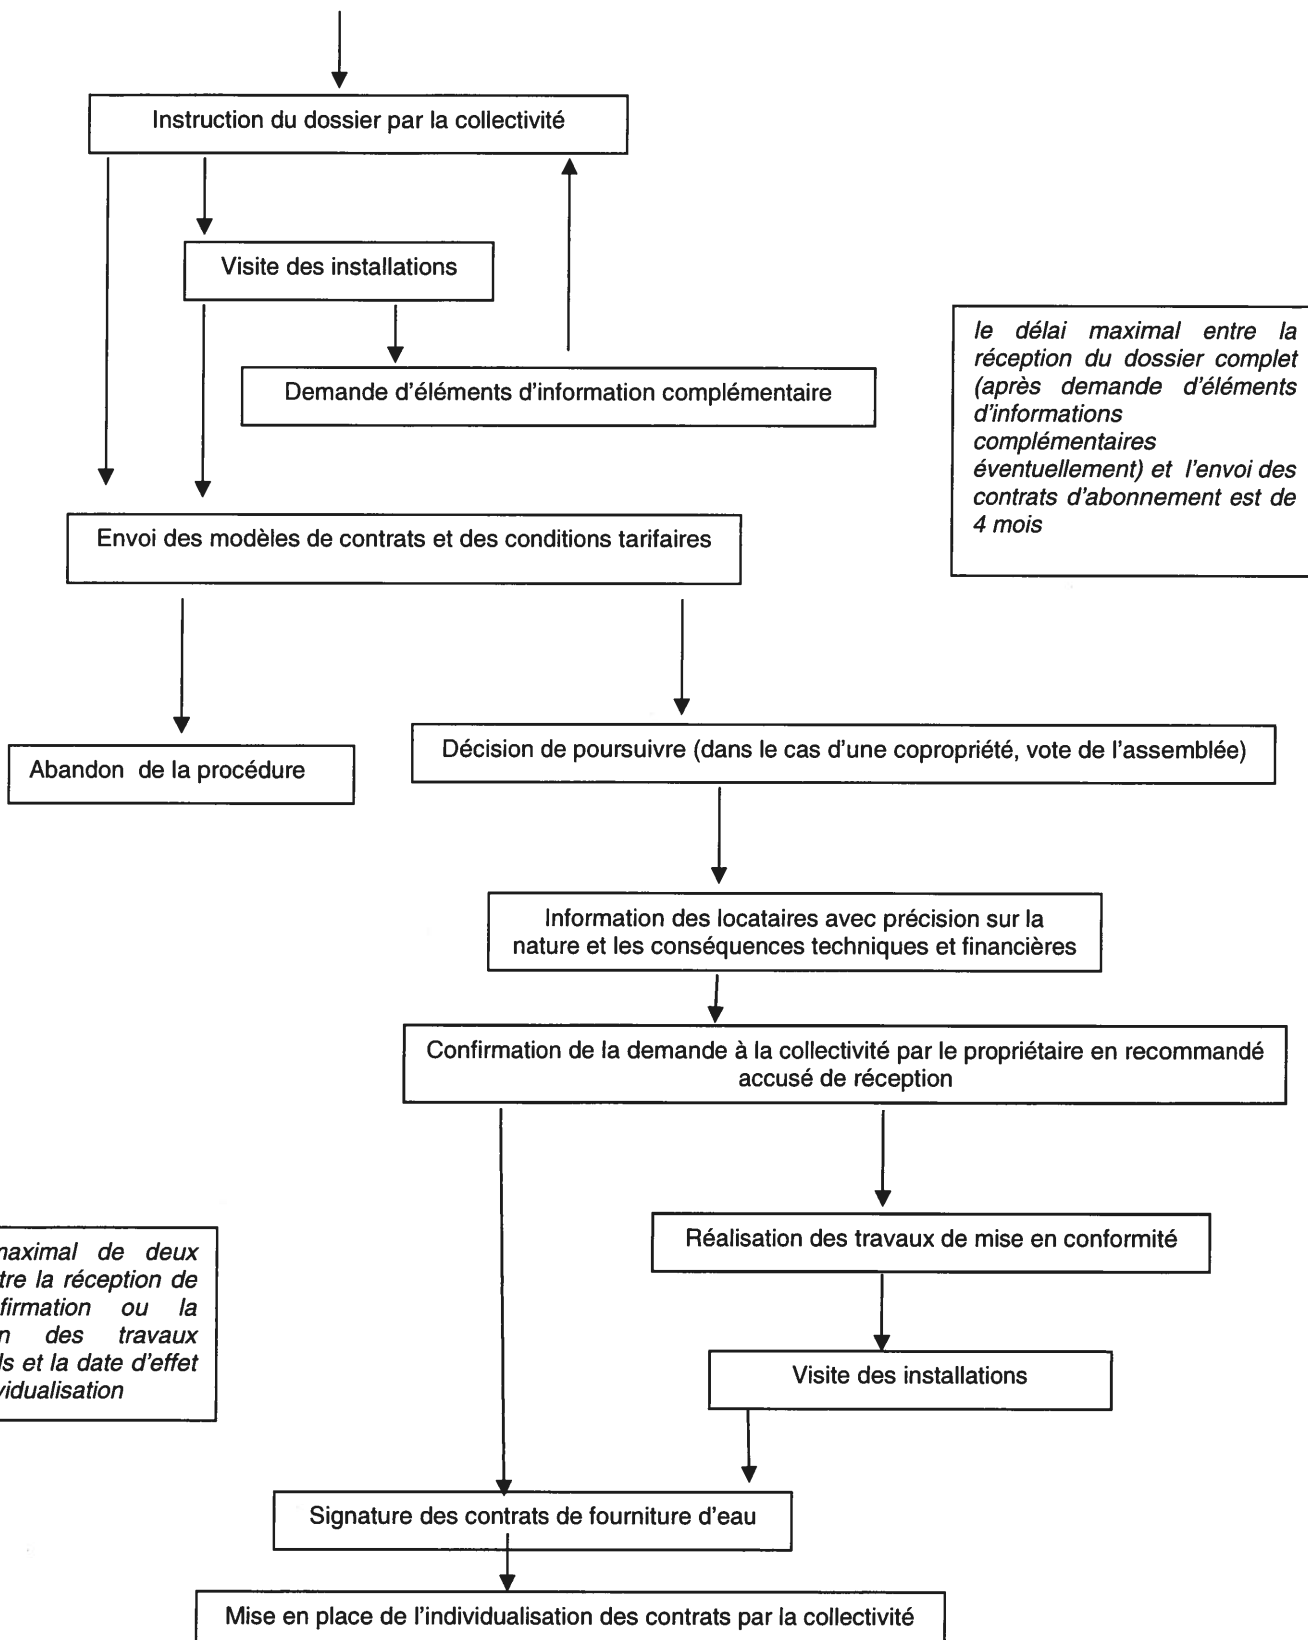 Instruction du dossier par la collectivité
Visite des installations
le délai maximal entre la
réception du dossier complet
(après demande d'éléments
d'informations
complémentaires
éventuellement) et l'envoi des
contrats d'abonnement est de
4 mois
Demande d'éléments d'information complémentaire
Envoi des modèles de contrats et des conditions tarifaires
Abandon de la procédure
Décision de poursuivre (dans le cas d'une copropriété, vote de l'assemblée)
Information des locataires avec précision sur la
nature et les conséquences techniques et financières
Confirmation de la demande à la collectivité par le propriétaire en recommandé
accusé de réception
Réalisation des travaux de mise en conformité
maximal de deux
la réception de
ou la
des travaux
et la date d'effet
Visite des installations
Signature des contrats de fourniture d'eau
Mise en place de l'individualisation des contrats par la collectivité